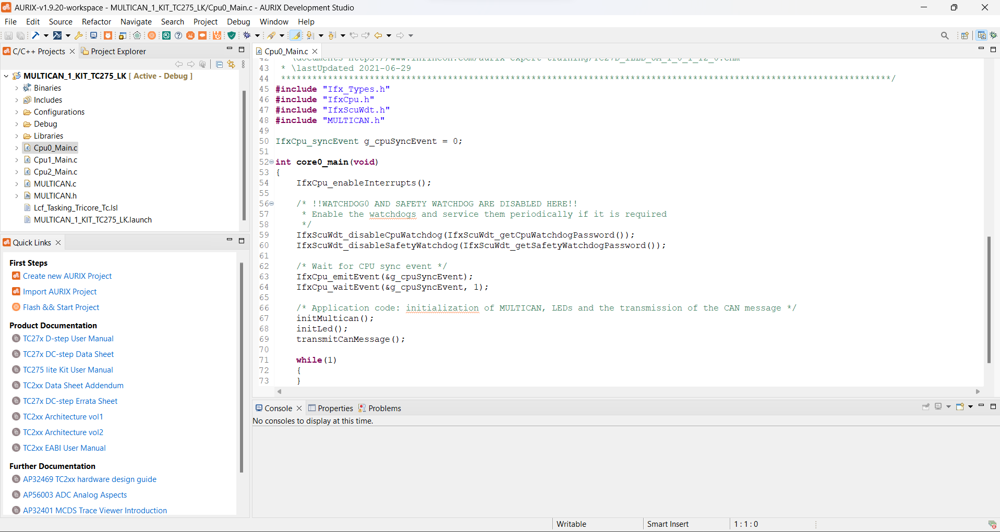 AURIX-v1.9.20-workspace - MULTICAN_1_KIT_TC275_LK/Cpu0_Main.c - AURIX Development Studio
File Edit Source Refactor Navigate Search Project Debug Window Help
C/C++ Projects Project Explorer
MULTICAN_1_KIT_TC275_LK [ Active - Debug ]
Binaries
Includes
Configurations
Debug
Libraries
Cpu0_Main.c
Cpu1_Main.c
Cpu2_Main.c
MULTICAN.c
MULTICAN.h
Lcf_Tasking_Tricore_Tc.lsl
MULTICAN_1_KIT_TC275_LK.launch
Quick Links
First Steps
Create new AURIX Project
Import AURIX Project
Flash && Start Project
Product Documentation
TC27x D-step User Manual
TC27x DC-step Data Sheet
TC275 lite Kit User Manual
TC2xx Data Sheet Addendum
TC27x DC-step Errata Sheet
TC2xx Architecture vol1
TC2xx Architecture vol2
TC2xx EABI User Manual
Further Documentation
AP32469 TC2xx hardware design guide
AP56003 ADC Analog Aspects
AP32401 MCDS Trace Viewer Introduction
Cpu0_Main.c
43 * \lastUpdated 2021-06-29
44 *********************************************************************************************************************/
45 #include "Ifx_Types.h"
46 #include "IfxCpu.h"
47 #include "IfxScuWdt.h"
48 #include "MULTICAN.h"
49
50 IfxCpu_syncEvent g_cpuSyncEvent = 0;
51
52 int core0_main(void)
53 {
54 IfxCpu_enableInterrupts();
55
56 /* !!WATCHDOG0 AND SAFETY WATCHDOG ARE DISABLED HERE!!
57 * Enable the watchdogs and service them periodically if it is required
58 */
59 IfxScuWdt_disableCpuWatchdog(IfxScuWdt_getCpuWatchdogPassword());
60 IfxScuWdt_disableSafetyWatchdog(IfxScuWdt_getSafetyWatchdogPassword());
61
62 /* Wait for CPU sync event */
63 IfxCpu_emitEvent(&g_cpuSyncEvent);
64 IfxCpu_waitEvent(&g_cpuSyncEvent, 1);
65
66 /* Application code: initialization of MULTICAN, LEDs and the transmission of the CAN message */
67 initMultican();
68 initLed();
69 transmitCanMessage();
70
71 while(1)
72 {
73 }
Console Properties Problems
No consoles to display at this time.
Writable Smart Insert 1 : 1 : 0